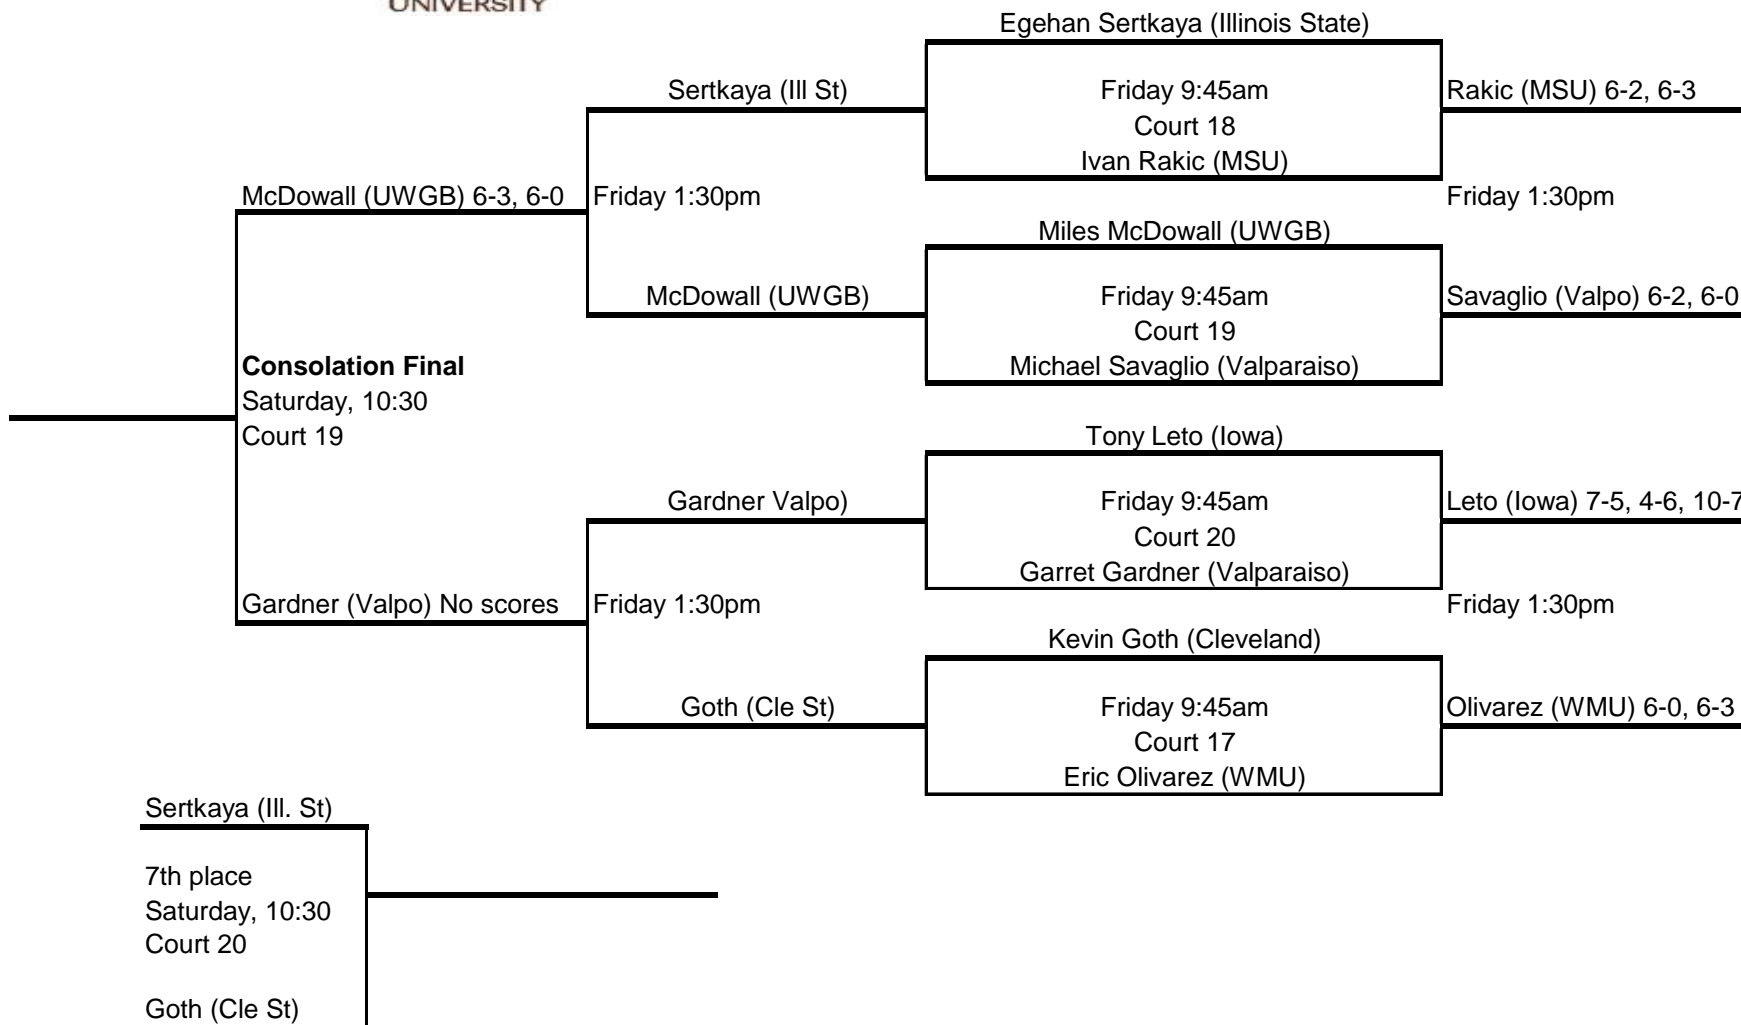 UNIVERSITY
Egehan Sertkaya (Illinois State)
Sertkaya (Ill St)
Friday 9:45am
Rakic (MSU) 6-2, 6-3
Court 18
Ivan Rakic (MSU)
McDowall (UWGB) 6-3, 6-0
Friday 1:30pm
Friday 1:30pm
Miles McDowall (UWGB)
McDowall (UWGB)
Friday 9:45am
Savaglio (Valpo) 6-2, 6-0
Court 19
Michael Savaglio (Valparaiso)
Consolation Final
Saturday, 10:30
Court 19
Tony Leto (Iowa)
Gardner Valpo)
Friday 9:45am
Leto (Iowa) 7-5, 4-6, 10-7
Court 20
Garret Gardner (Valparaiso)
Gardner (Valpo) No scores
Friday 1:30pm
Friday 1:30pm
Kevin Goth (Cleveland)
Goth (Cle St)
Friday 9:45am
Olivarez (WMU) 6-0, 6-3
Court 17
Eric Olivarez (WMU)
Sertkaya (Ill. St)
7th place
Saturday, 10:30
Court 20
Goth (Cle St)